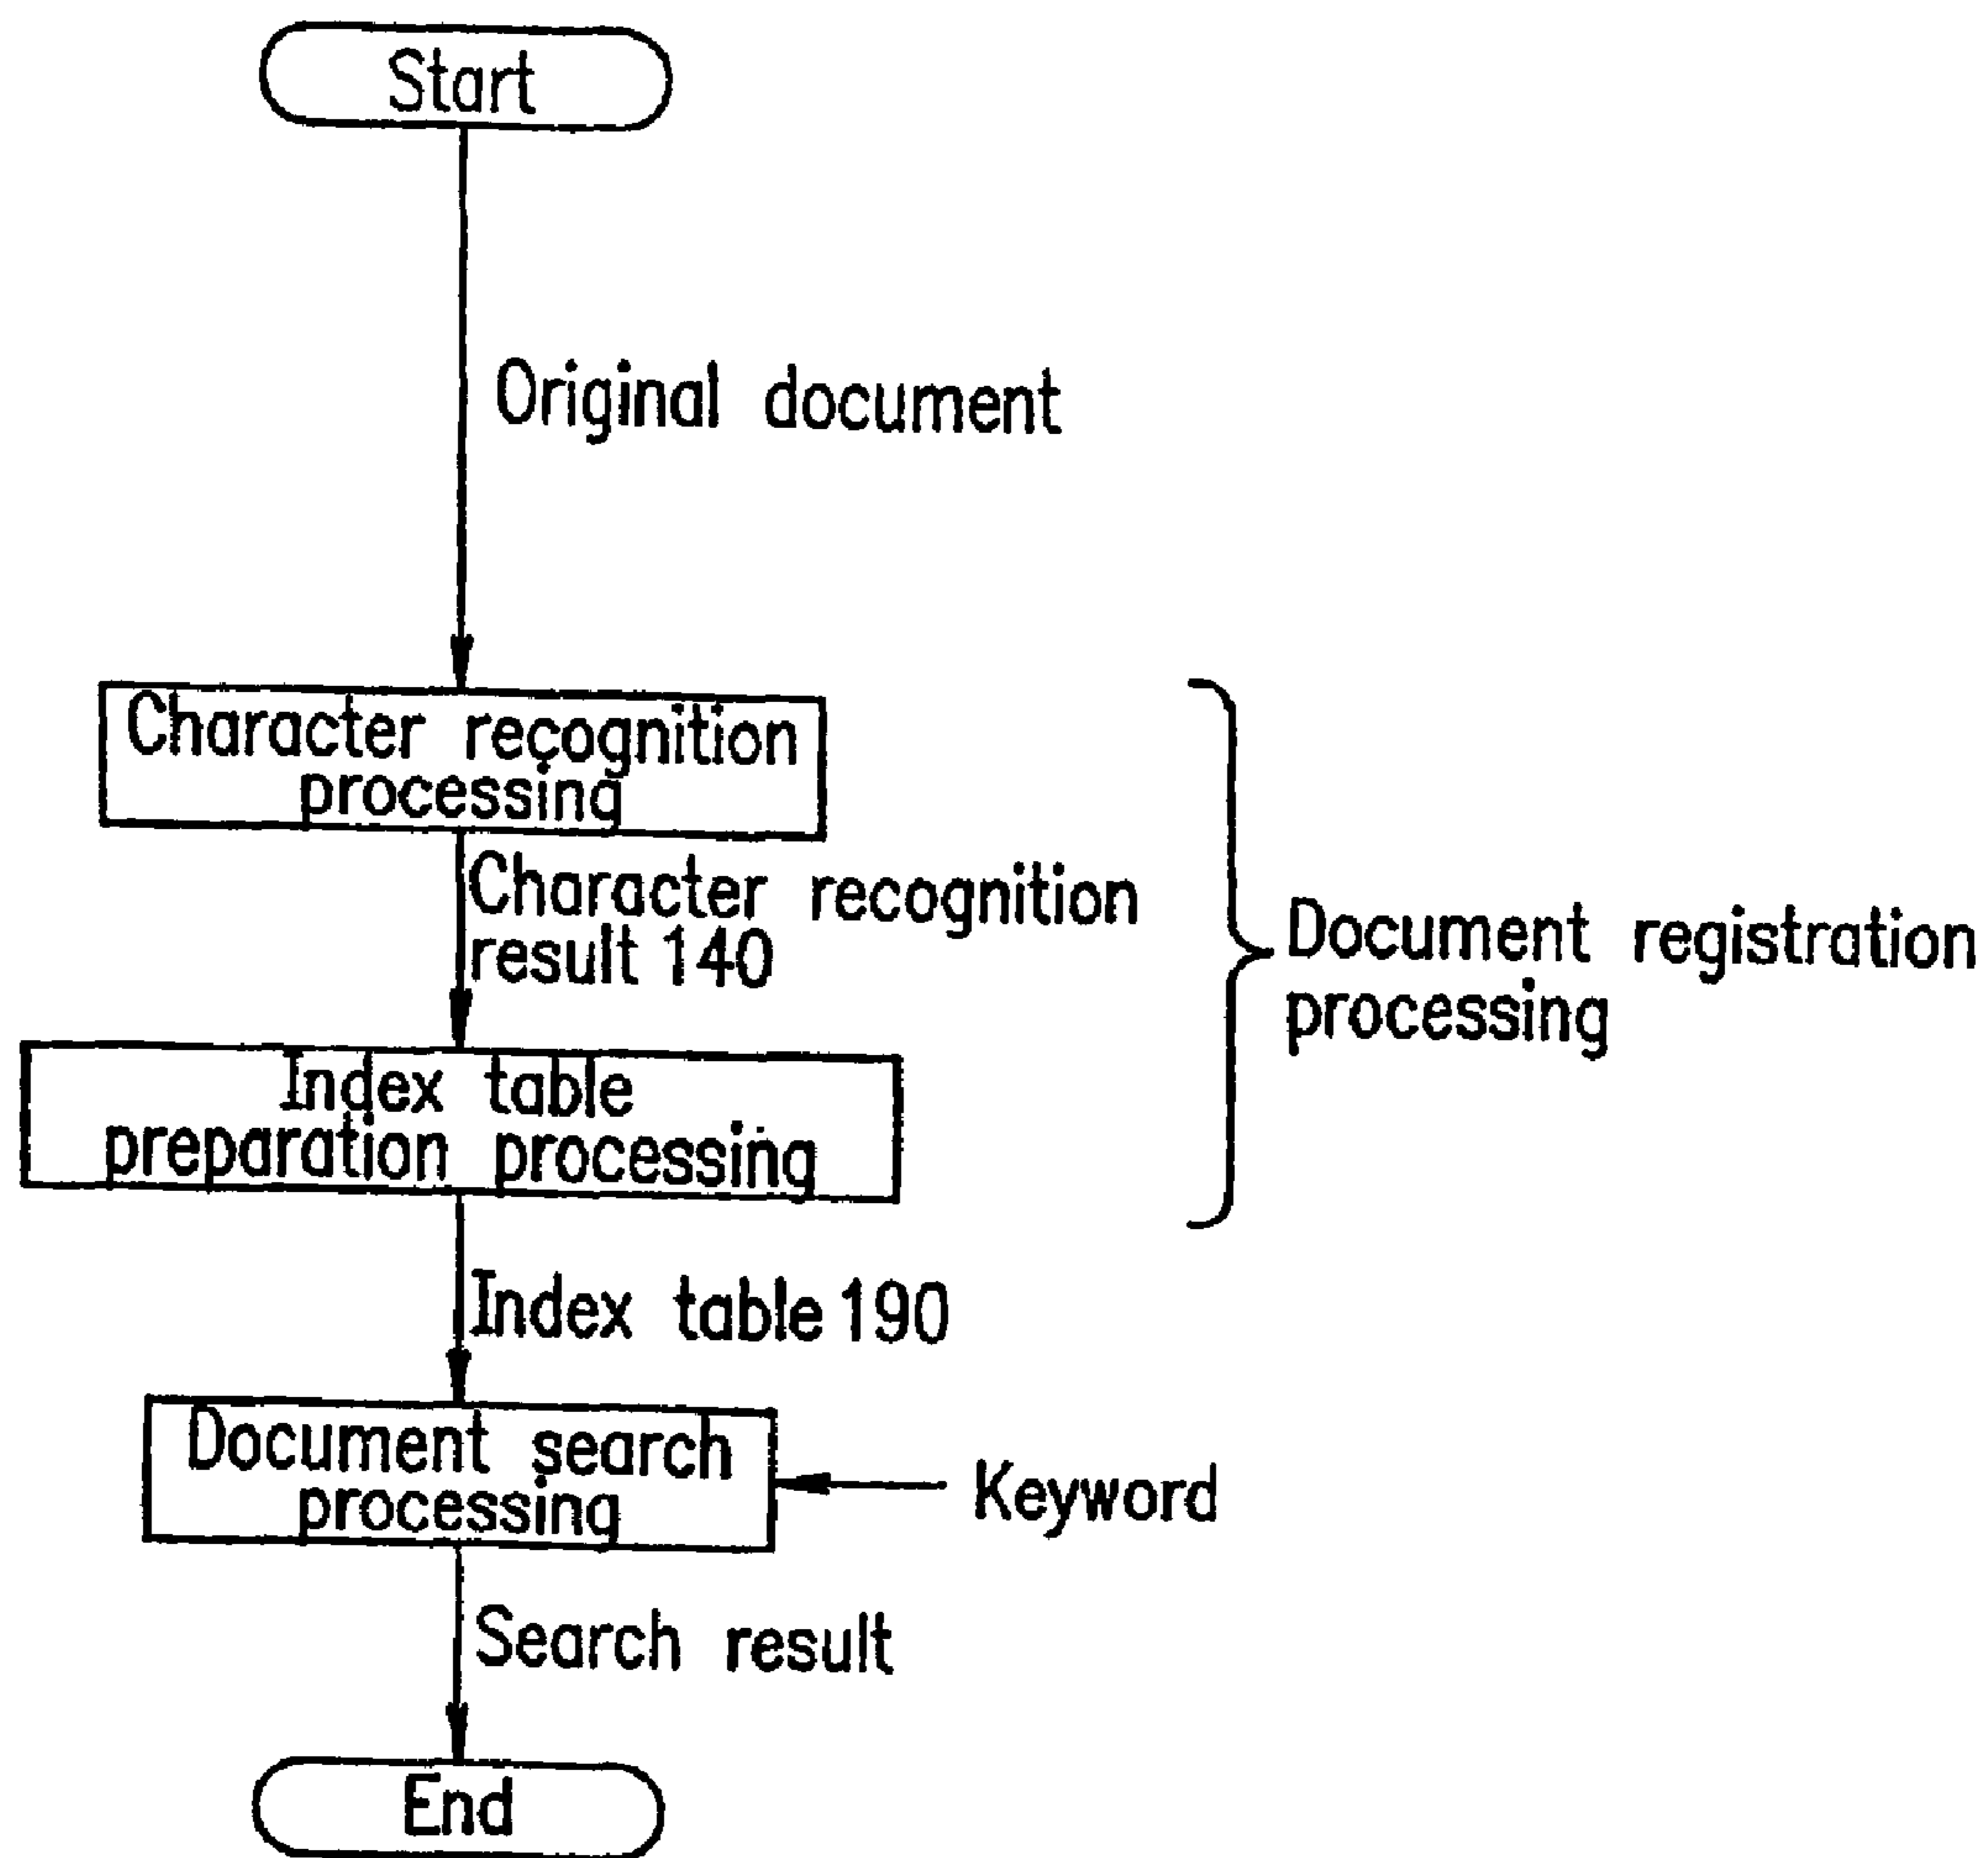 Start
Original document
Character recognition
processing
Character recognition
result 140
Document registration
processing
Index table
preparation processing
Index table 190
Document search
processing
Keyword
Search result
End